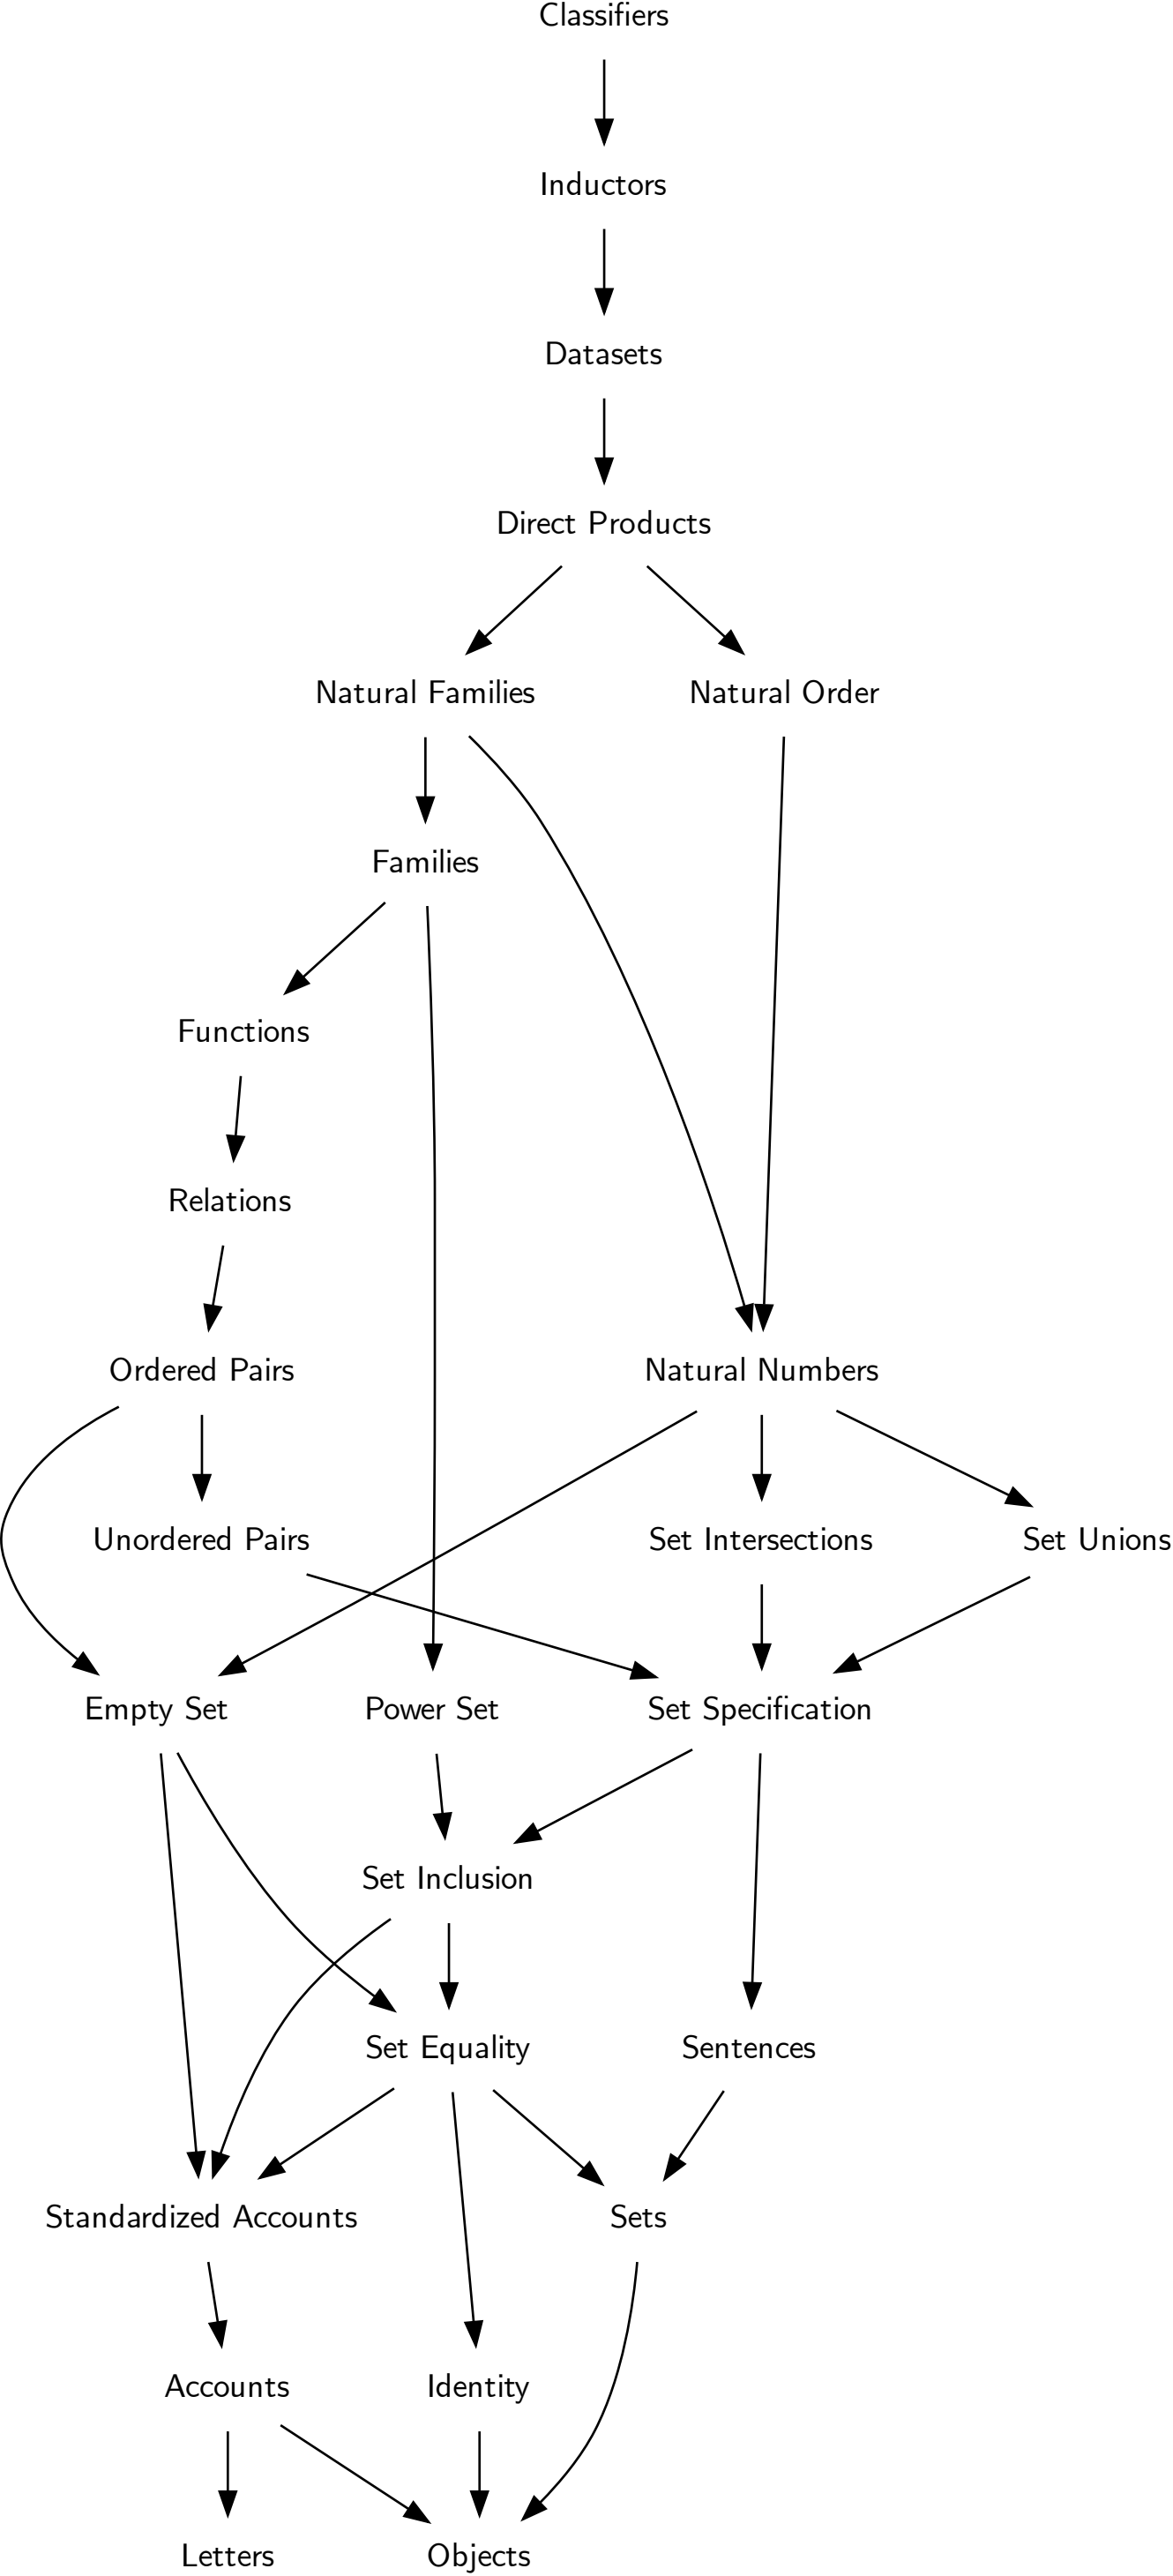 Classifiers
Inductors
Datasets
Direct Products
Natural Families
Natural Order
Families
Functions
Relations
Ordered Pairs
Natural Numbers
Unordered Pairs
Set Intersections
Set Unions
Empty Set
Power Set
Set Specification
Set Inclusion
Set Equality
Sentences
Standardized Accounts
Sets
Accounts
Identity
Letters
Objects